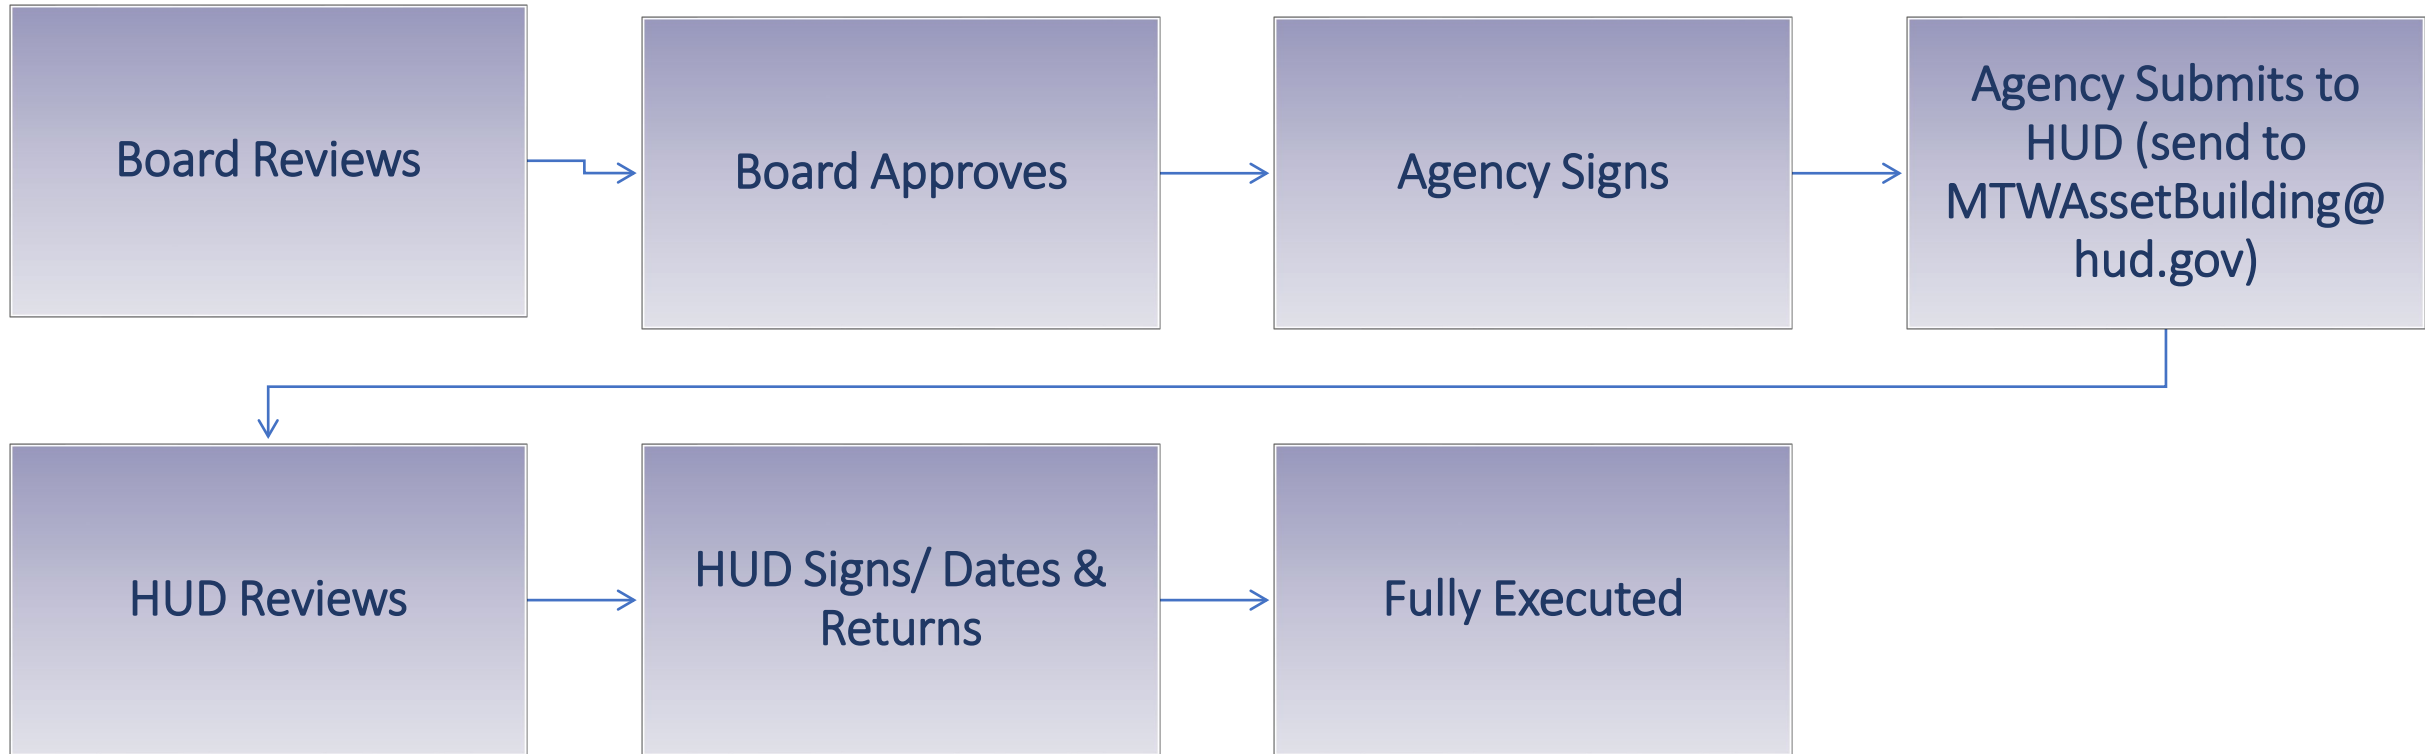 Board Reviews
Board Approves
Agency Signs
Agency Submits to
HUD (send to
MTWAssetBuilding@
hud.gov)
HUD Reviews
HUD Signs/ Dates &
Returns
Fully Executed